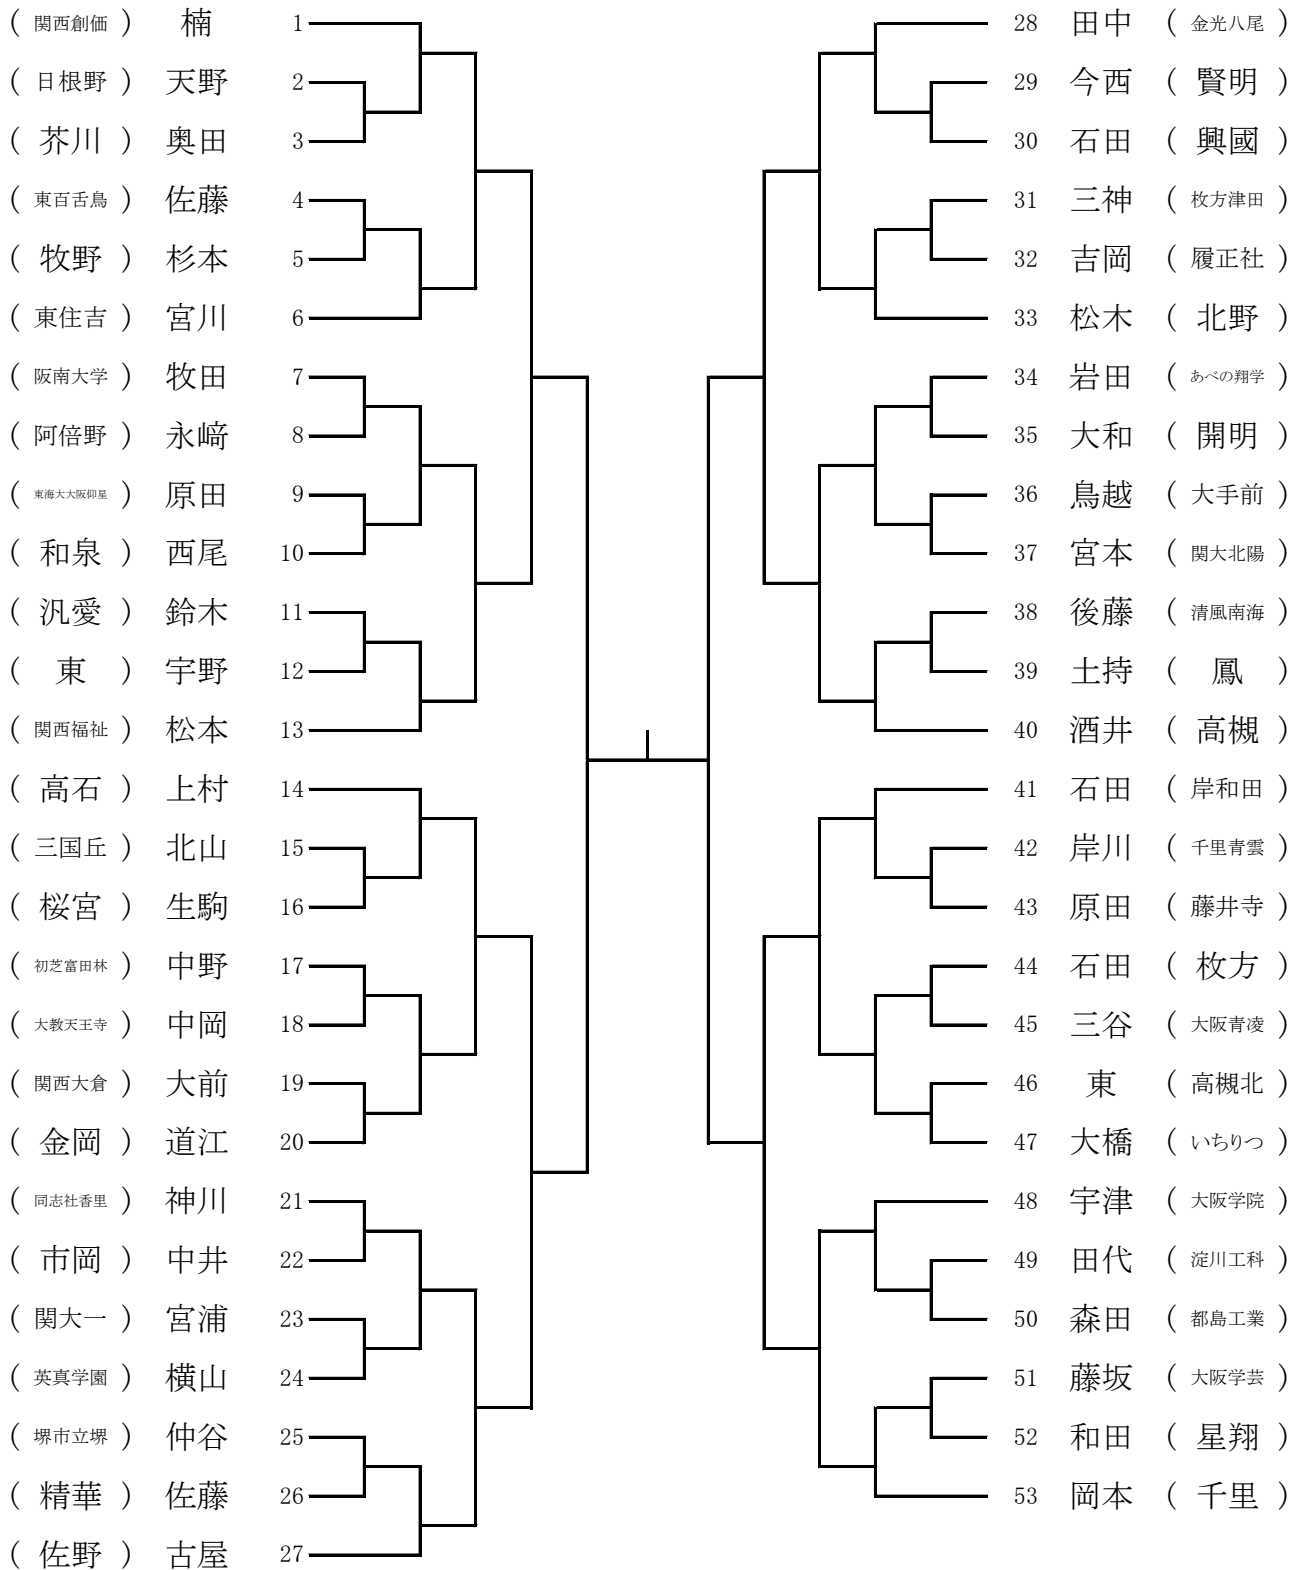 ( 関西創価 ) 楠 1 28 田中 ( 金光八尾 )
( 日根野 ) 天野 2 29 今西 ( 賢明 )
( 芥川 ) 奥田 3 30 石田 ( 興國 )
( 東百舌鳥 ) 佐藤 4 31 三神 ( 枚方津田 )
( 牧野 ) 杉本 5 32 吉岡 ( 履正社 )
( 東住吉 ) 宮川 6 33 松木 ( 北野 )
( 阪南大学 ) 牧田 7 34 岩田 ( あべの翔学 )
( 阿倍野 ) 永﨑 8 35 大和 ( 開明 )
( 東海大大阪仰星 ) 原田 9 36 鳥越 ( 大手前 )
( 和泉 ) 西尾 10 37 宮本 ( 関大北陽 )
( 汎愛 ) 鈴木 11 38 後藤 ( 清風南海 )
( 東 ) 宇野 12 39 土持 ( 鳳 )
( 関西福祉 ) 松本 13 40 酒井 ( 高槻 )
( 高石 ) 上村 14 41 石田 ( 岸和田 )
( 三国丘 ) 北山 15 42 岸川 ( 千里青雲 )
( 桜宮 ) 生駒 16 43 原田 ( 藤井寺 )
( 初芝富田林 ) 中野 17 44 石田 ( 枚方 )
( 大教天王寺 ) 中岡 18 45 三谷 ( 大阪青凌 )
( 関西大倉 ) 大前 19 46 東 ( 高槻北 )
( 金岡 ) 道江 20 47 大橋 ( いちりつ )
( 同志社香里 ) 神川 21 48 宇津 ( 大阪学院 )
( 市岡 ) 中井 22 49 田代 ( 淀川工科 )
( 関大一 ) 宮浦 23 50 森田 ( 都島工業 )
( 英真学園 ) 横山 24 51 藤坂 ( 大阪学芸 )
( 堺市立堺 ) 仲谷 25 52 和田 ( 星翔 )
( 精華 ) 佐藤 26 53 岡本 ( 千里 )
( 佐野 ) 古屋 27